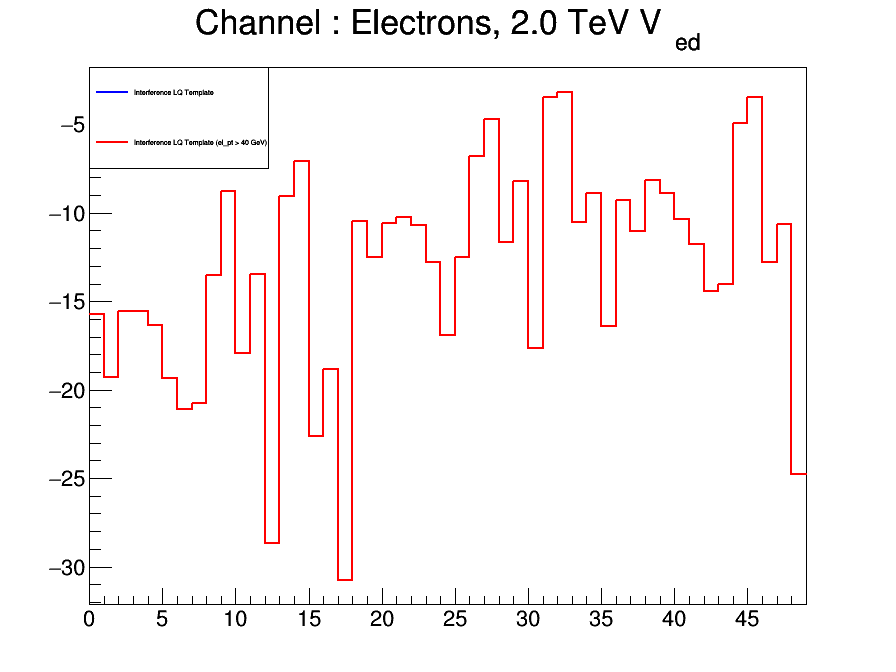 Channel : Electrons, 2.0 TeV V ed
Interference LQ Template
Interference LQ Template (el_pt > 40 GeV)
−5
−10
−15
−20
−25
−30
0 5 10 15 20 25 30 35 40 45